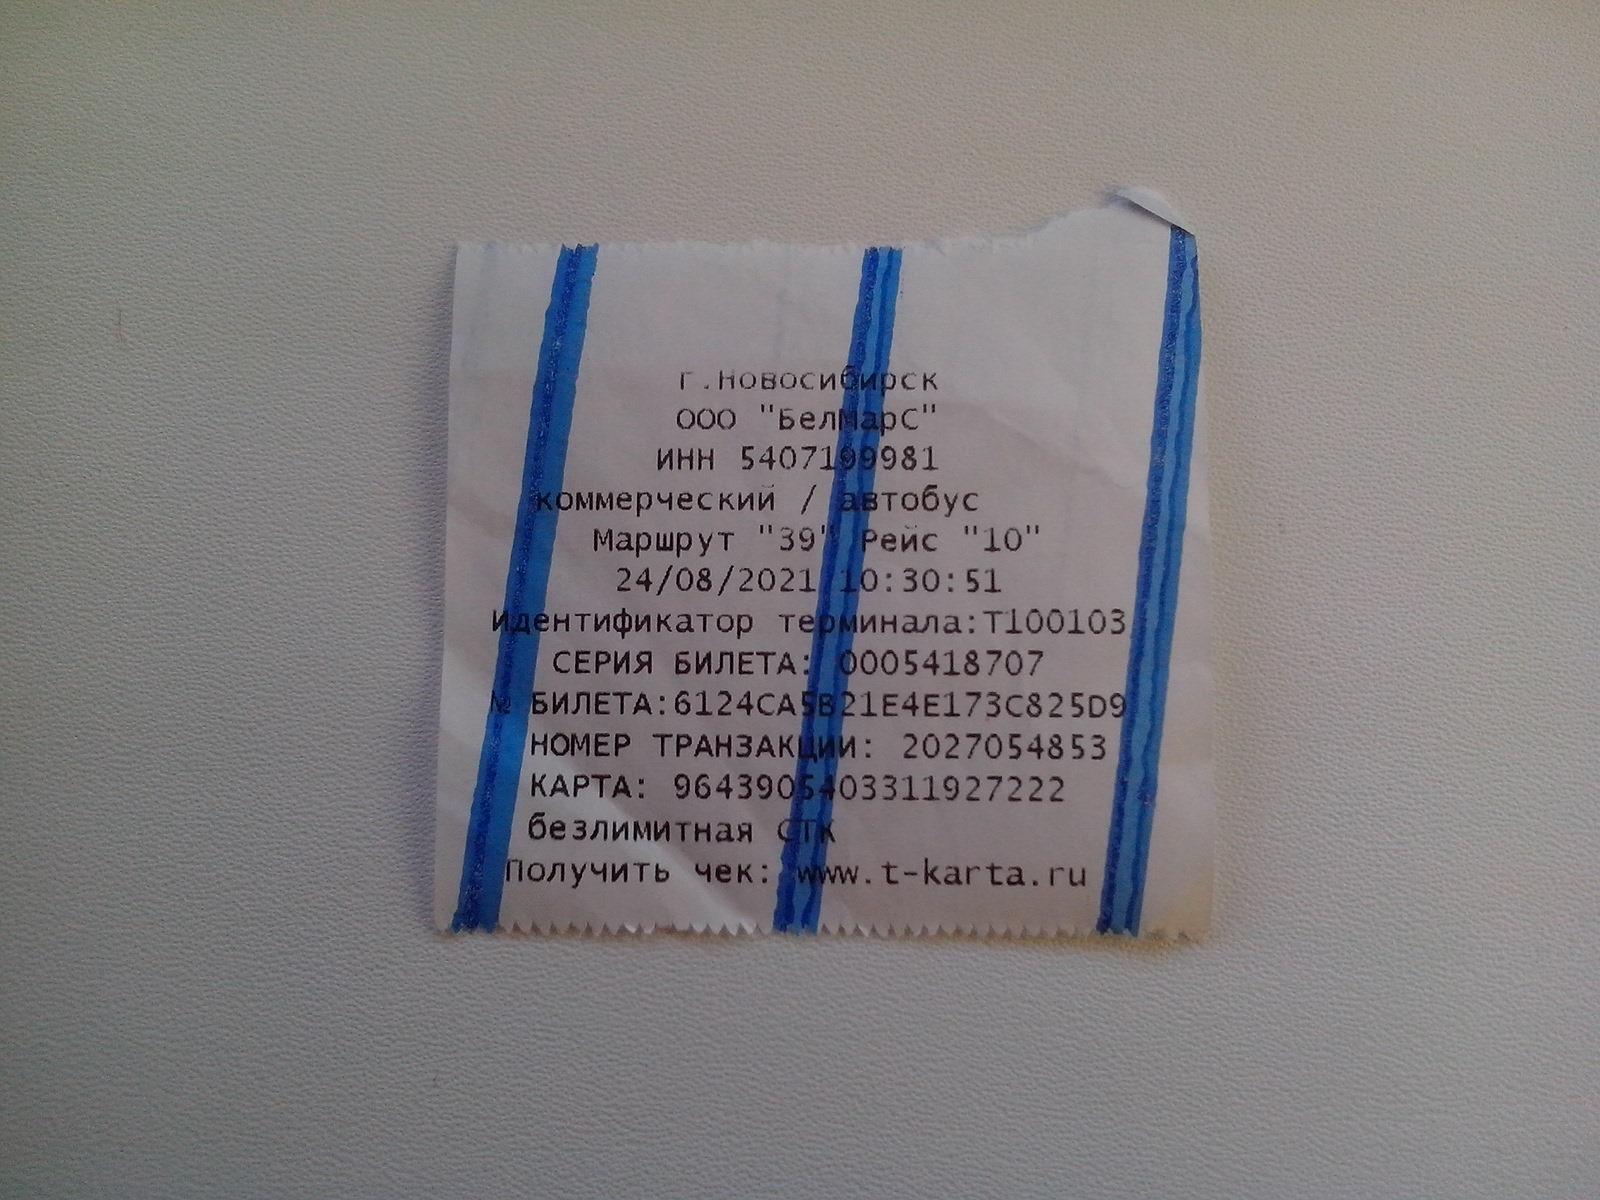 г.Новосибирск
ООО "БелМарС"
ИНН 5407199981
коммерческий / автобус
Маршрут "39" Рейс "10"
24/08/2021 10:30:51
Идентификатор терминала:T100103
СЕРИЯ БИЛЕТА: 0005418707
№ БИЛЕТА:6124CA5B21E4E173C825D9
НОМЕР ТРАНЗАКЦИИ: 2027054853
КАРТА: 9643905403311927222
безлимитная СТК
Получить чек: www.t-karta.ru